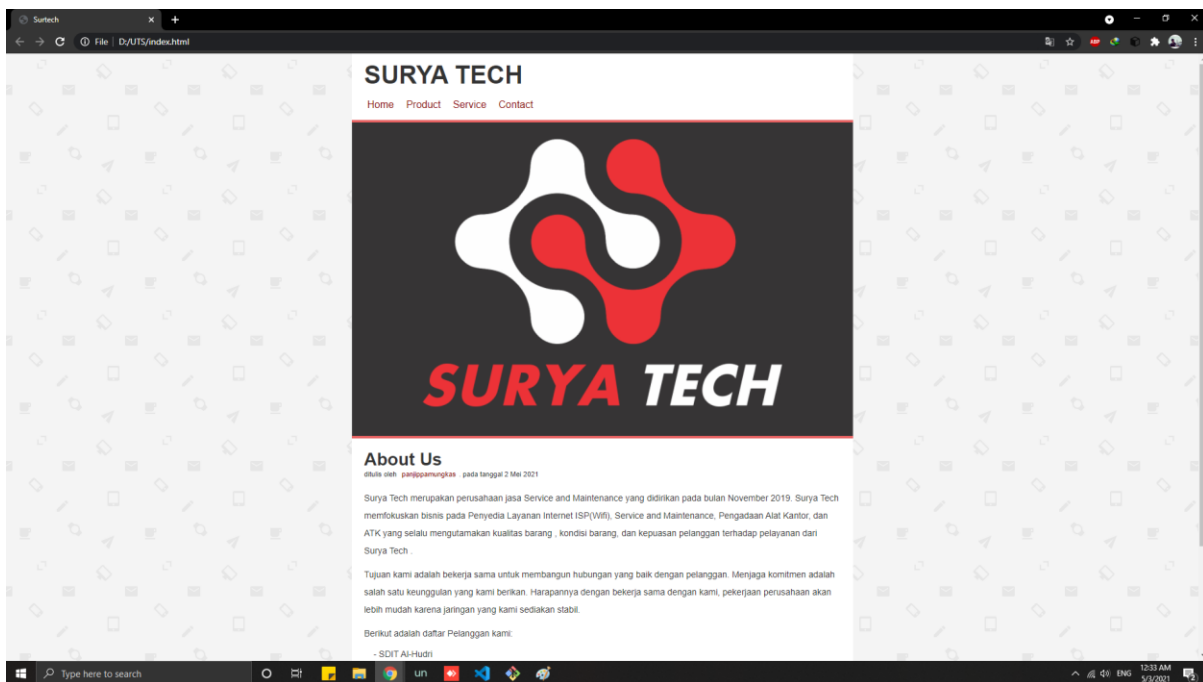 Surtech
File
D:/UTS/index.html
ABP
SURYA TECH
Home Product Service Contact
SURYA TECH
About Us
ditulis oleh panjippamungkas . pada tanggal 2 Mei 2021
Surya Tech merupakan perusahaan jasa Service and Maintenance yang didirikan pada bulan November 2019. Surya Tech
memfokuskan bisnis pada Penyedia Layanan Internet ISP(Wifi), Service and Maintenance, Pengadaan Alat Kantor, dan
ATK yang selalu mengutamakan kualitas barang , kondisi barang, dan kepuasan pelanggan terhadap pelayanan dari
Surya Tech .
Tujuan kami adalah bekerja sama untuk membangun hubungan yang baik dengan pelanggan. Menjaga komitmen adalah
salah satu keunggulan yang kami berikan. Harapannya dengan bekerja sama dengan kami, pekerjaan perusahaan akan
lebih mudah karena jaringan yang kami sediakan stabil.
Berikut adalah daftar Pelanggan kami:
- SDIT Al-Hudri
Type here to search
un
ENG
12:33 AM
5/3/2021